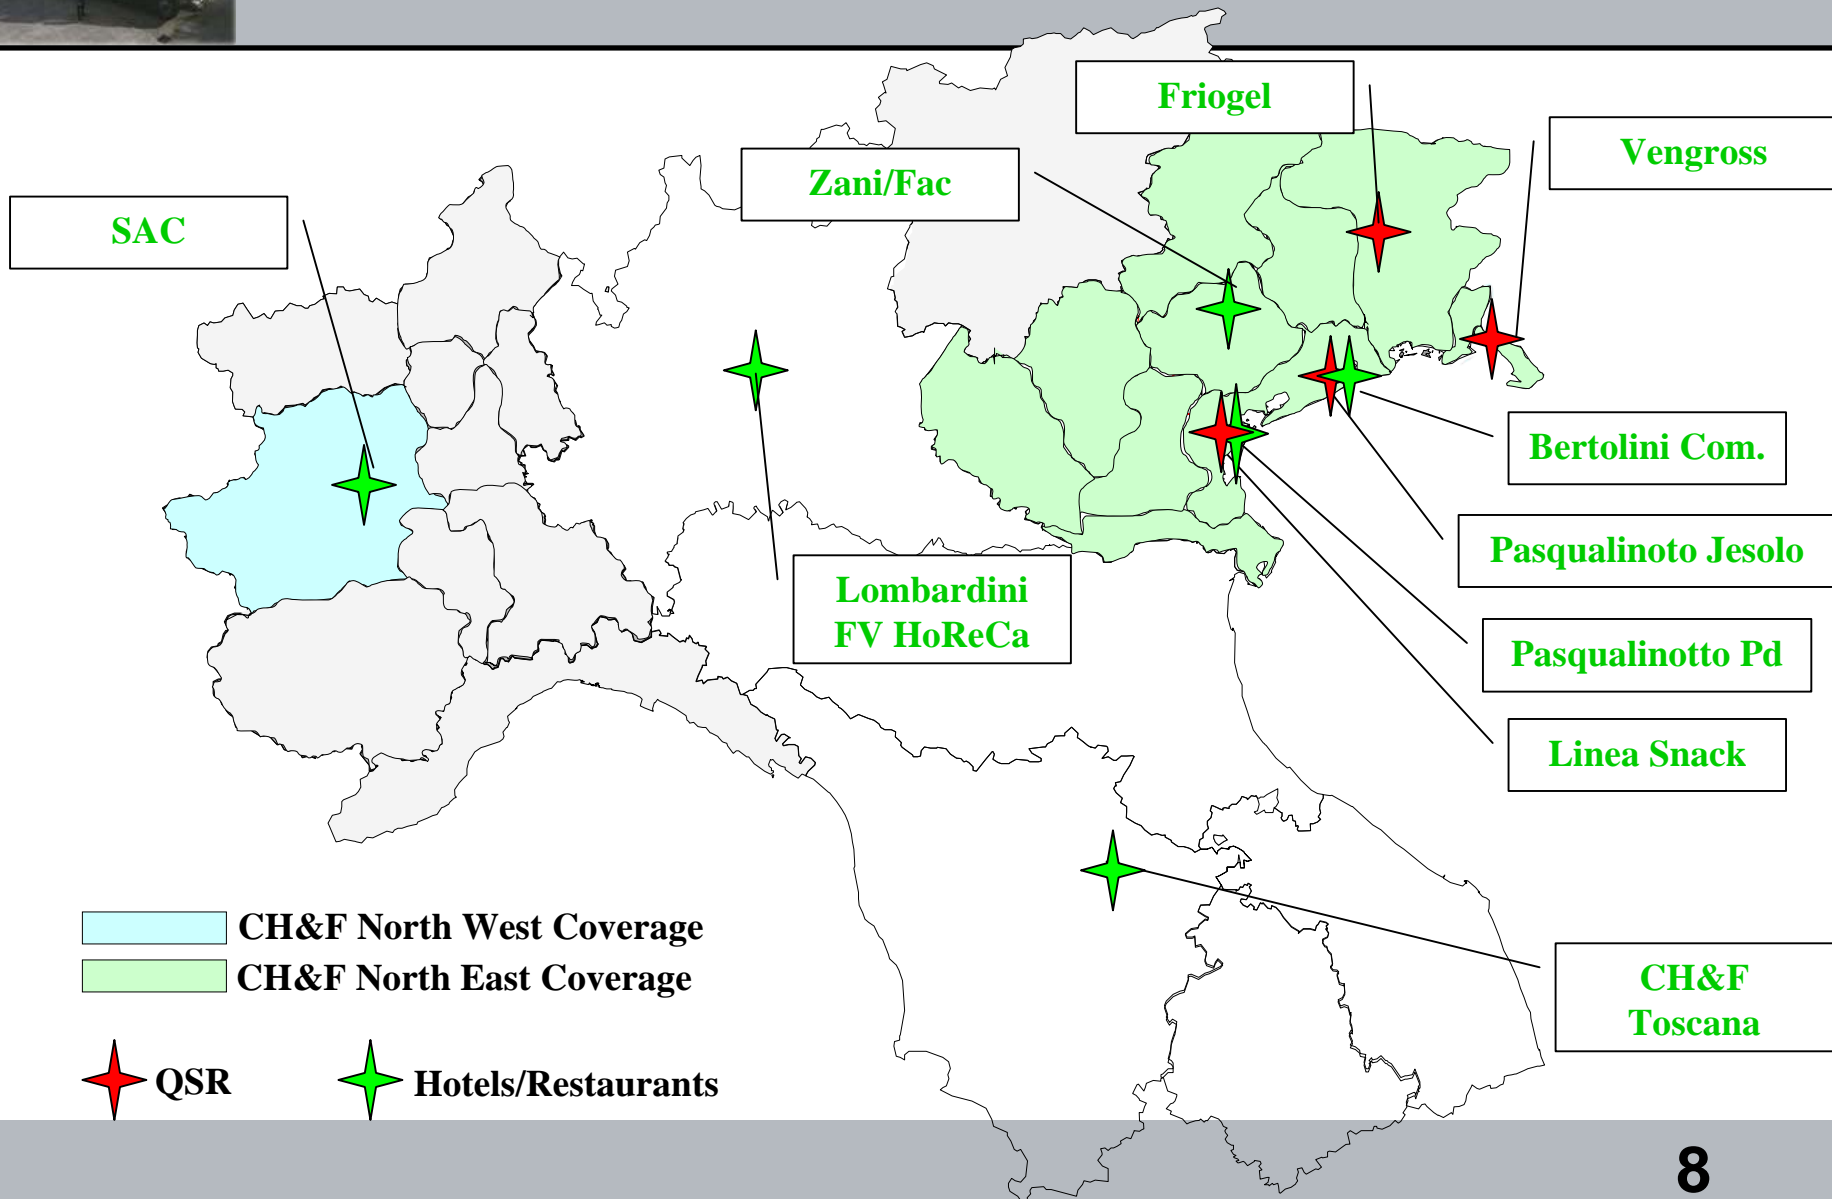 Friogel
Vengross
Zani/Fac
SAC
Bertolini Com.
Pasqualinoto Jesolo
Lombardini
FV HoReCa
Pasqualinotto Pd
Linea Snack
CH&F North West Coverage
CH&F North East Coverage
CH&F
Toscana
QSR
Hotels/Restaurants
8